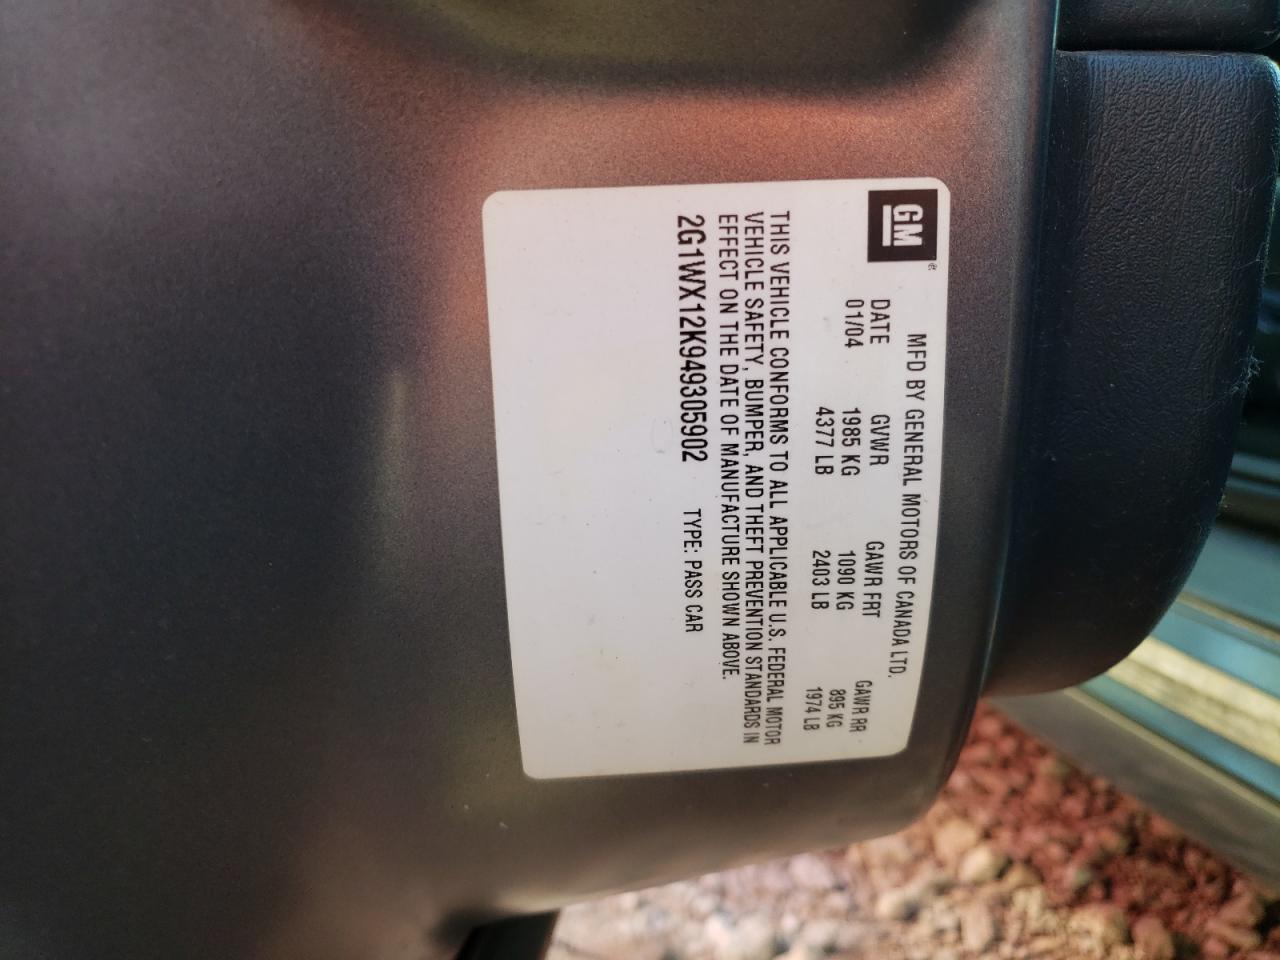 GM®
MFD BY GENERAL MOTORS OF CANADA LTD.
DATE GVWR GAWR FRT GAWR RR
01/04 1985 KG 1090 KG 895 KG
4377 LB 2403 LB 1974 LB
THIS VEHICLE CONFORMS TO ALL APPLICABLE U.S. FEDERAL MOTOR
VEHICLE SAFETY, BUMPER, AND THEFT PREVENTION STANDARDS IN
EFFECT ON THE DATE OF MANUFACTURE SHOWN ABOVE.
2G1WX12K949305902 TYPE: PASS CAR